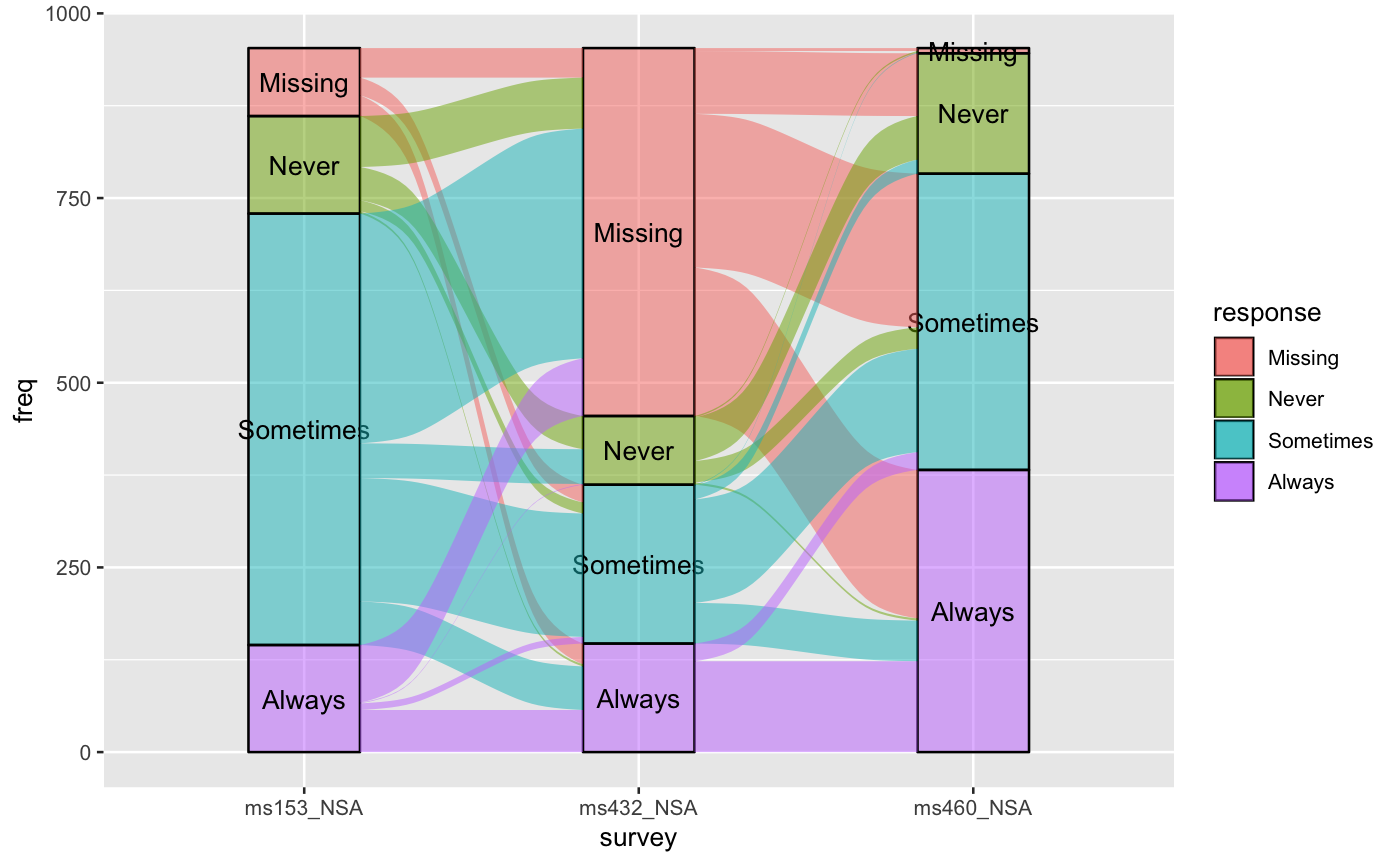 1000
750
500
250
0
freq
Missing
Never
Sometimes
Always
Missing
Never
Sometimes
Always
Missing
Never
Sometimes
Always
ms153_NSA
ms432_NSA
ms460_NSA
survey
response
Missing
Never
Sometimes
Always